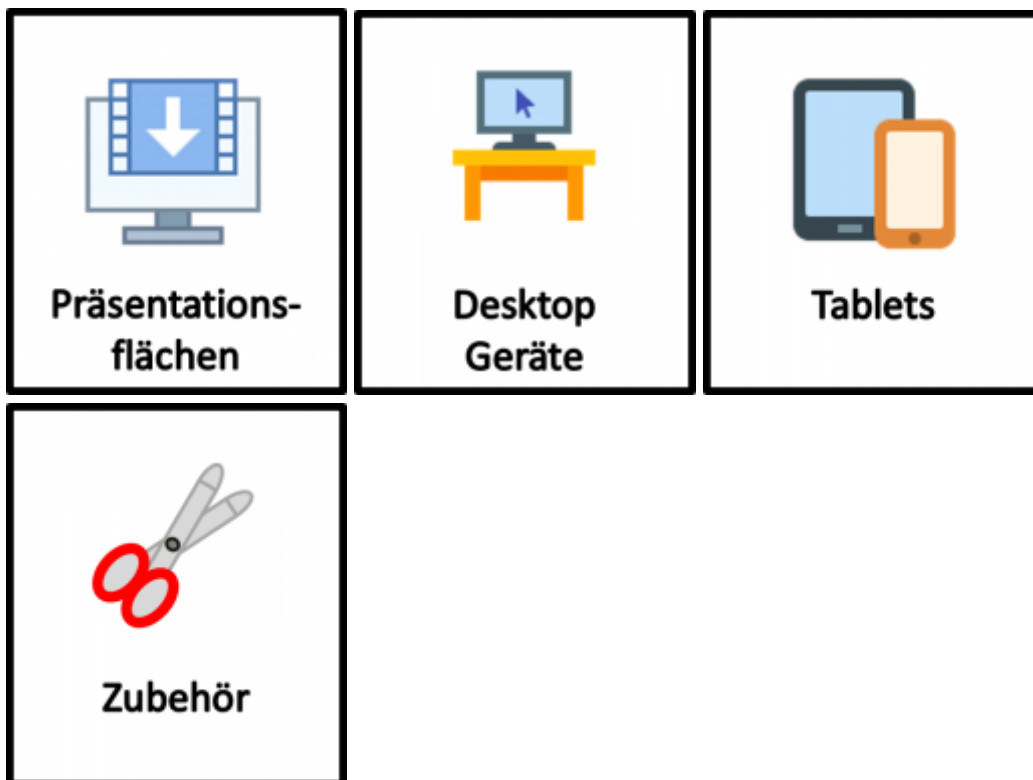 Präsentations-
flächen
Desktop
Geräte
Tablets
Zubehör